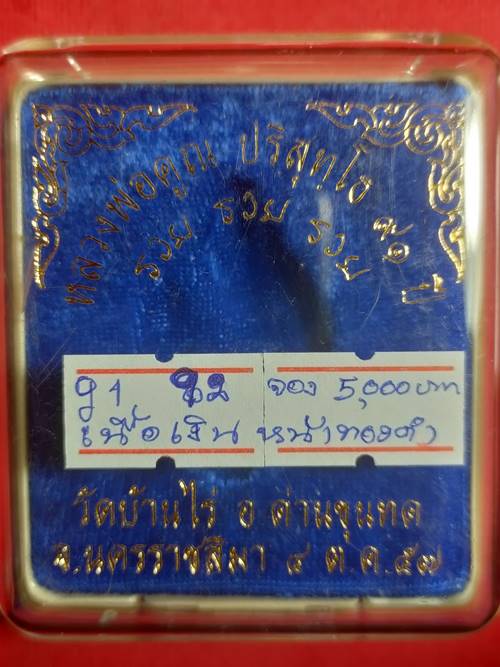 หลวงพ่อคูณ ปริสุทฺโธ
รวย รวย รวย ๙๑ ปี
จอง 5,000 บาท
เนื้อเงิน หน้าทองคำ
วัดบ้านไร่ อ ด่านขุนทด
จ.นครราชสีมา ๔ ต.ค.๕๗